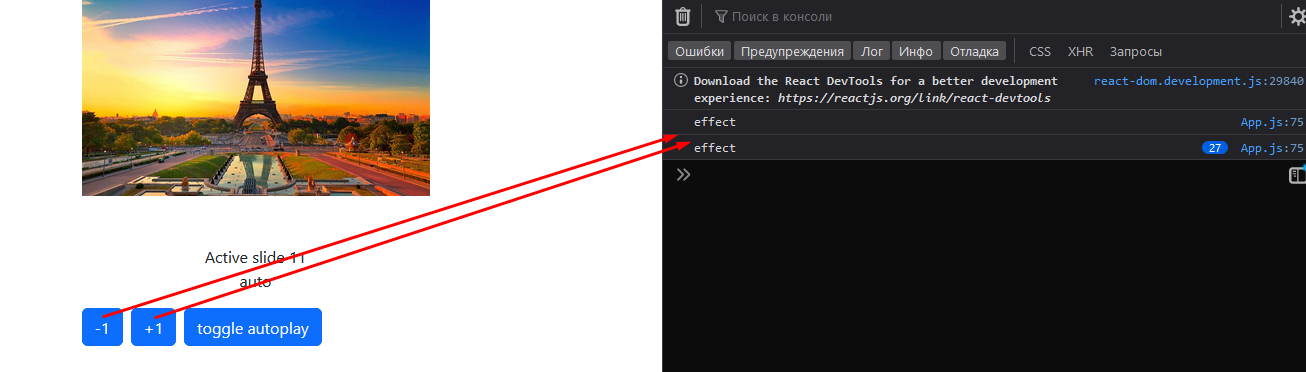 Active slide 11
auto
-1 +1 toggle autoplay
Поиск в консоли
Ошибки Предупреждения Лог Инфо Отладка CSS XHR Запросы
Download the React DevTools for a better development react-dom.development.js:29840
experience: https://reactjs.org/link/react-devtools
effect App.js:75
effect 27 App.js:75